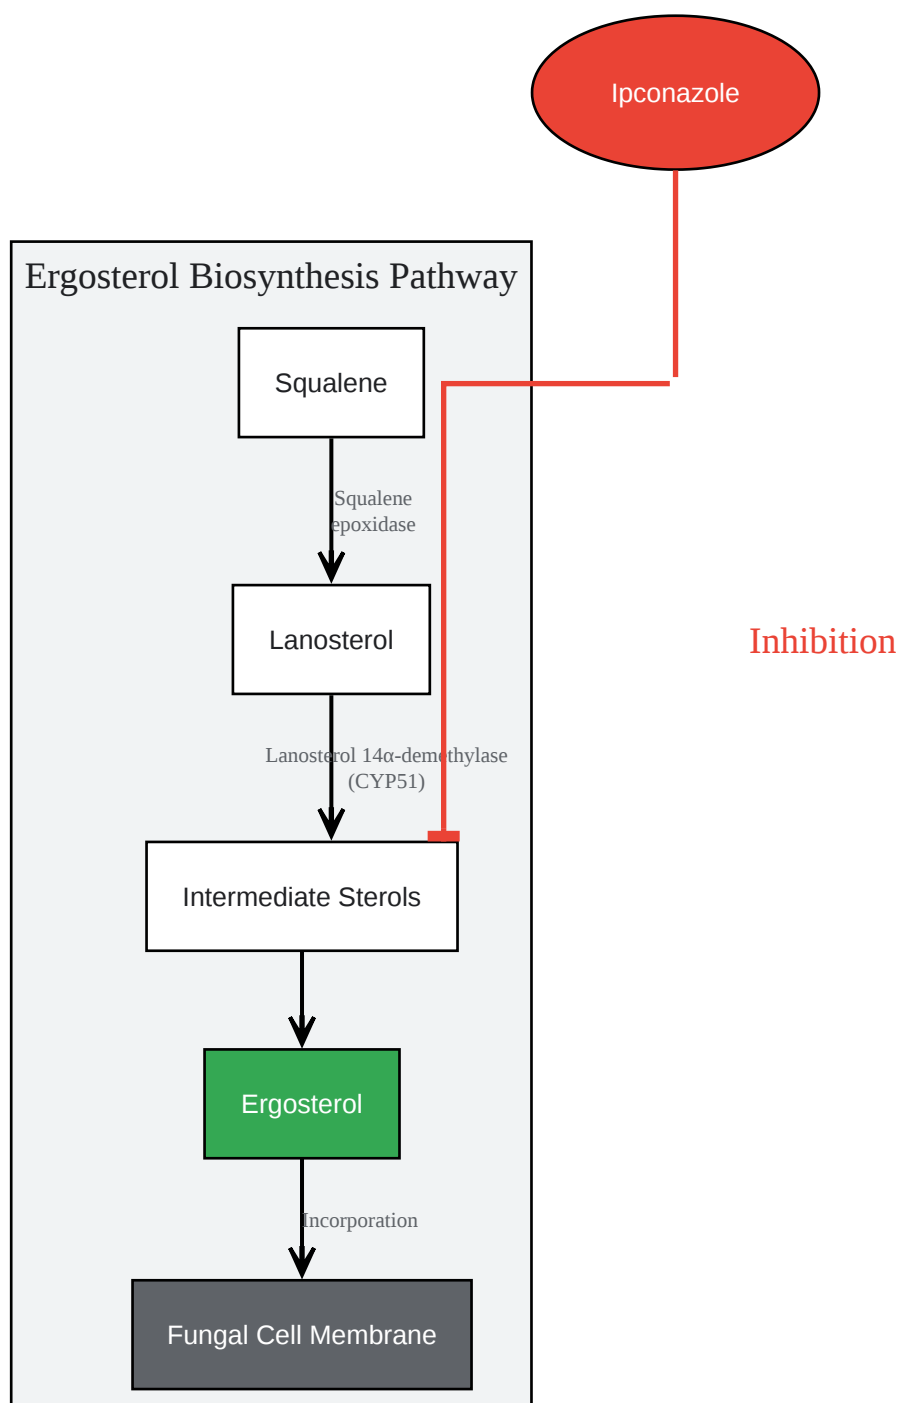 Ipconazole
Ergosterol Biosynthesis Pathway
Squalene
Squalene
epoxidase
Lanosterol
Inhibition
Lanosterol 14α-demethylase
(CYP51)
Intermediate Sterols
Ergosterol
Incorporation
Fungal Cell Membrane